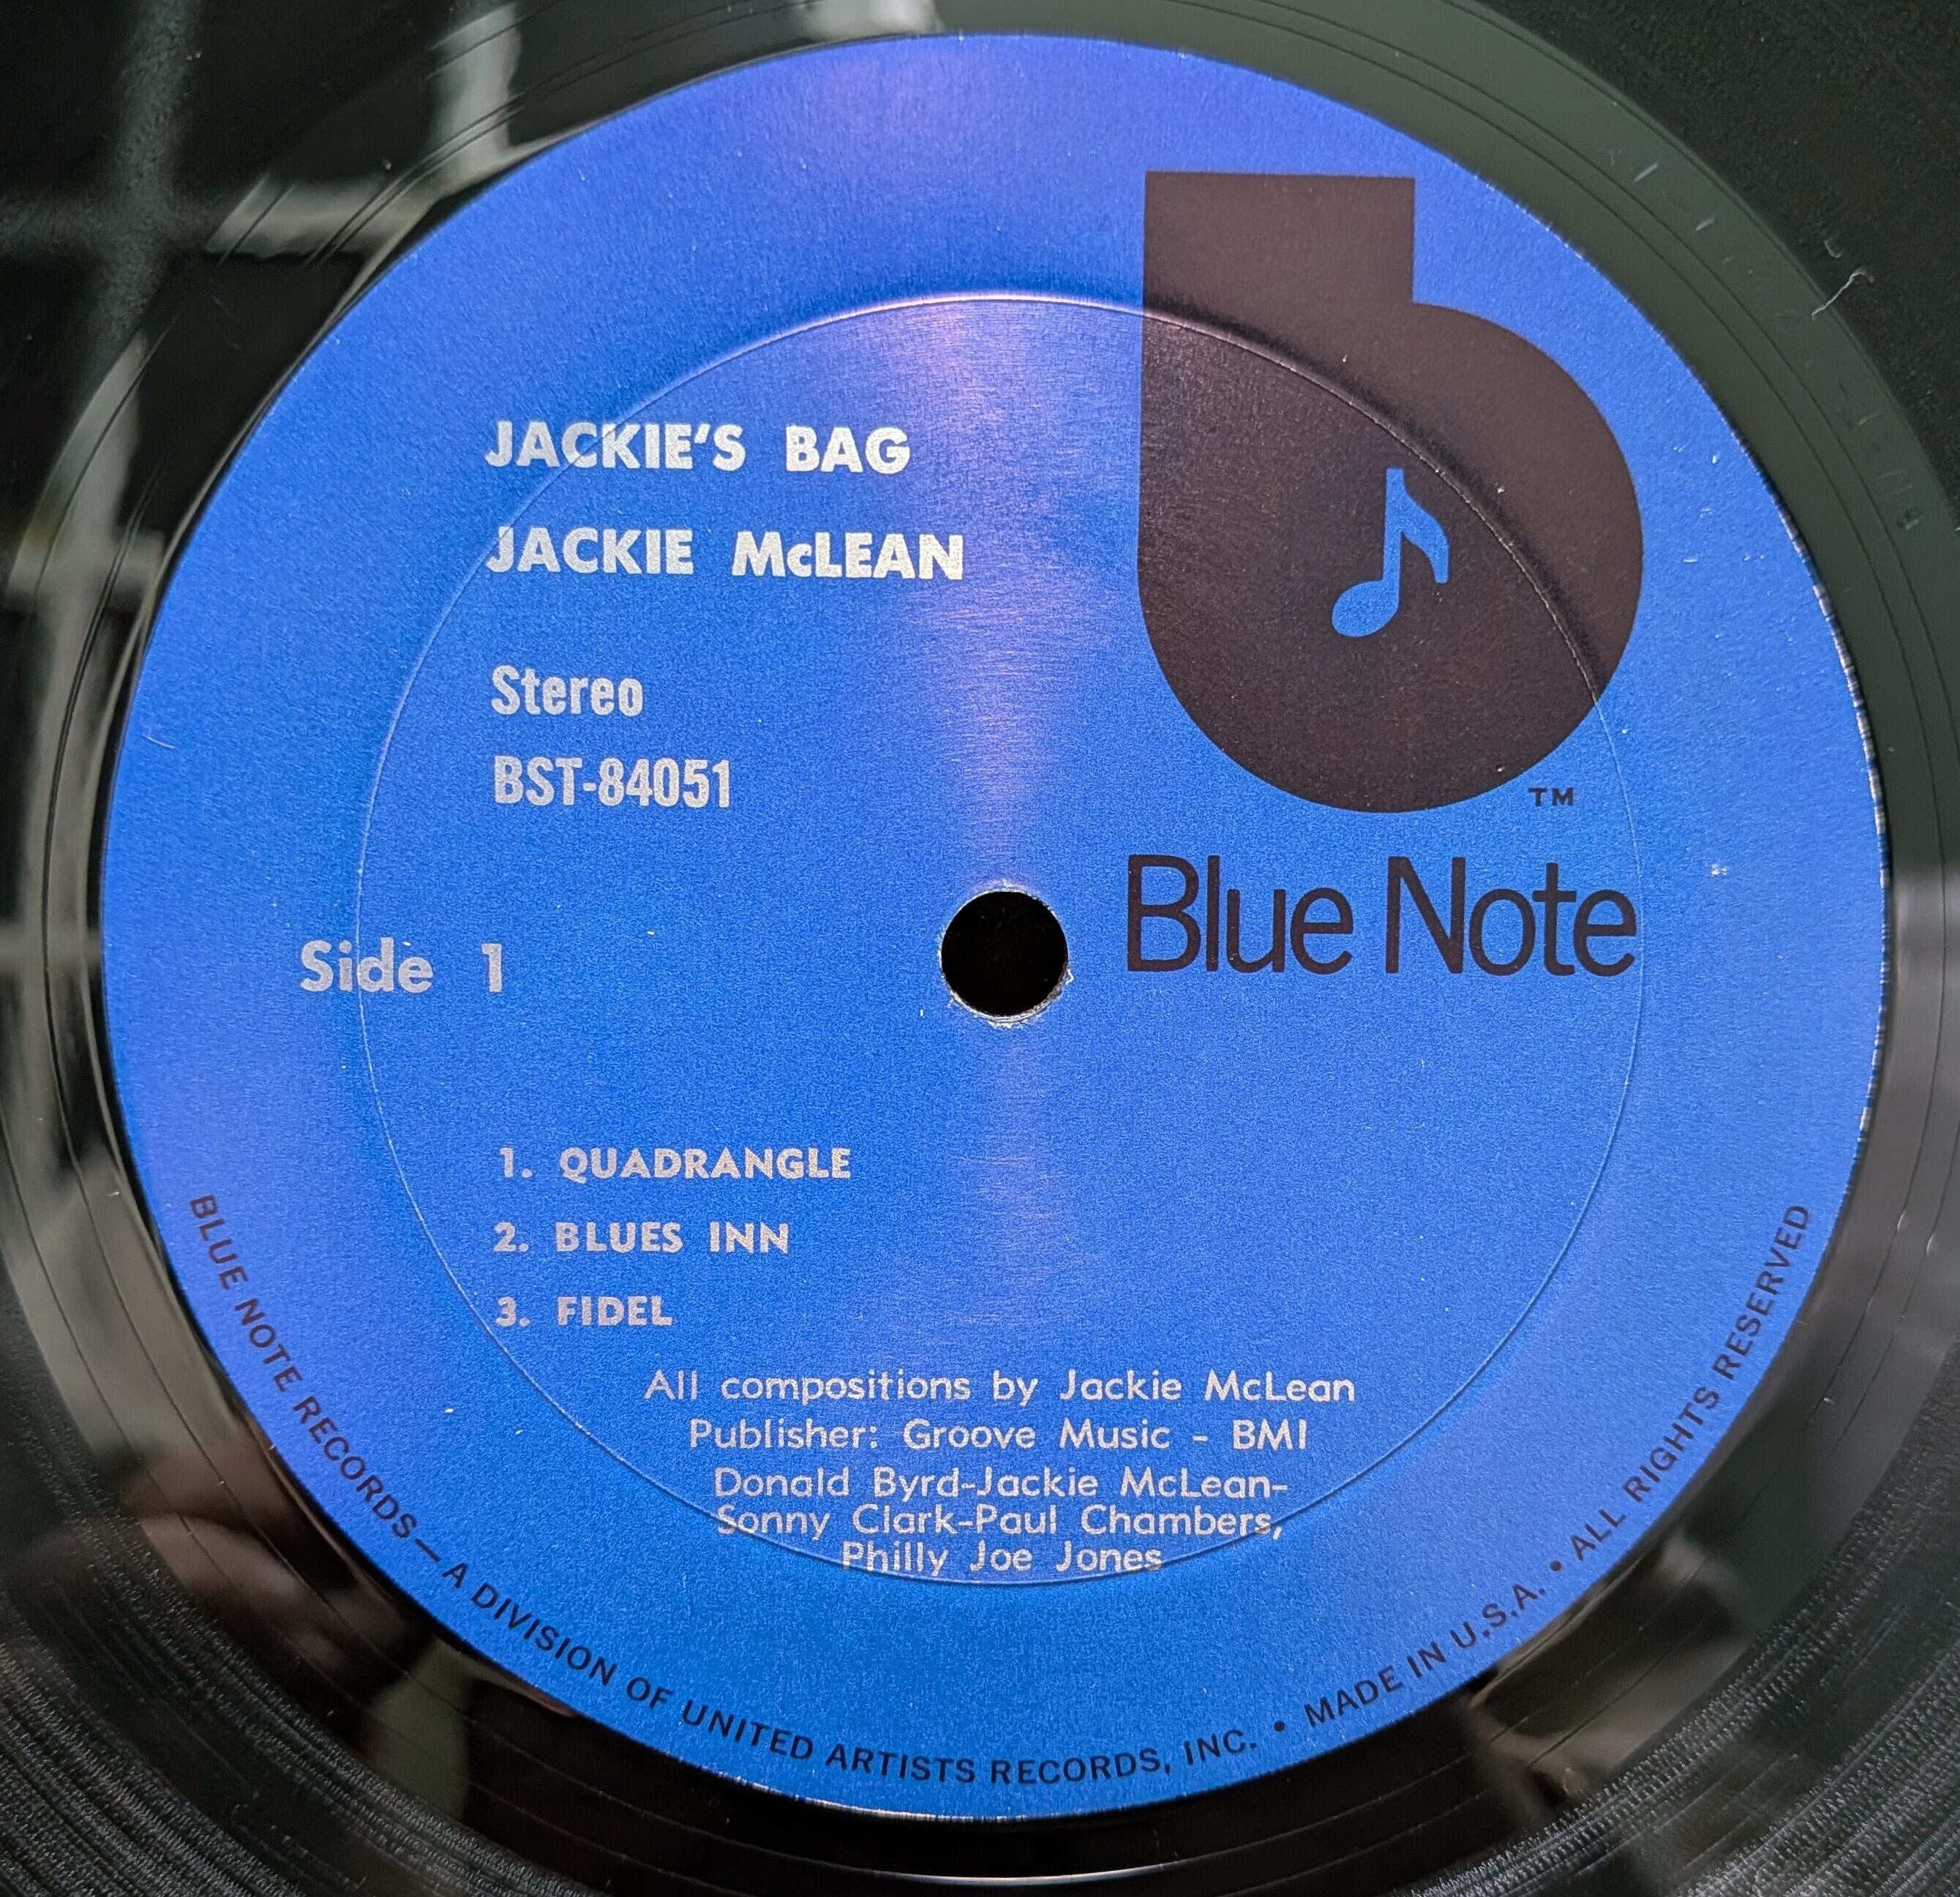 JACKIE'S BAG
JACKIE McLEAN
Stereo
BST-84051
TM
Blue Note
Side 1
1. QUADRANGLE
2. BLUES INN
3. FIDEL
All compositions by Jackie McLean
Publisher: Groove Music - BMI
Donald Byrd-Jackie McLean-
Sonny Clark-Paul Chambers,
Philly Joe Jones
BLUE NOTE RECORDS—A DIVISION OF UNITED ARTISTS RECORDS, INC. • MADE IN U.S.A. • ALL RIGHTS RESERVED